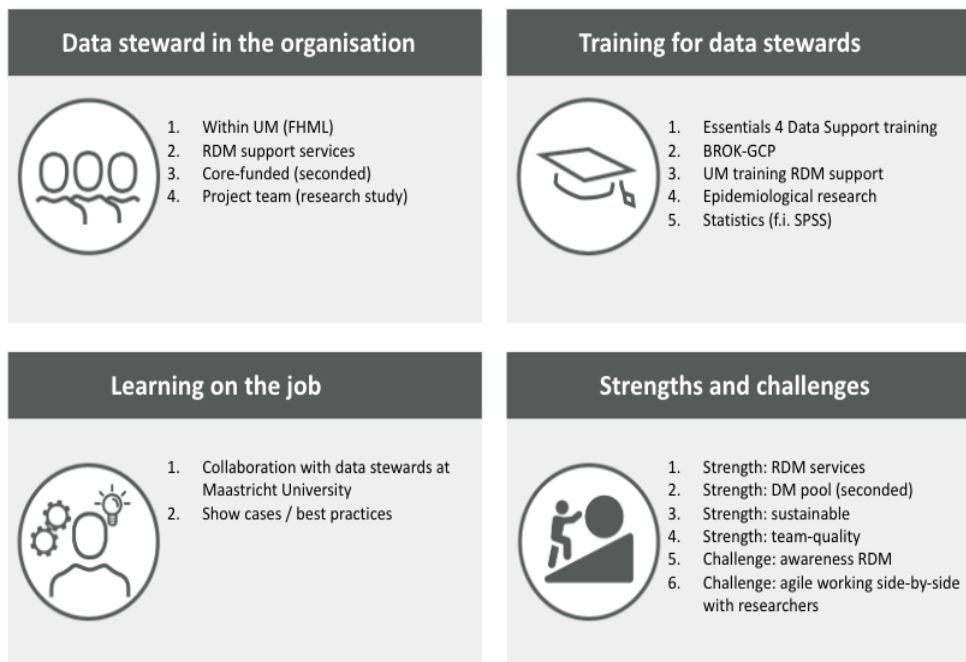 Data steward in the organisation
1. Within UM (FHML)
2. RDM support services
3. Core-funded (seconded)
4. Project team (research study)
Training for data stewards
1. Essentials 4 Data Support training
2. BROK-GCP
3. UM training RDM support
4. Epidemiological research
5. Statistics (f.i. SPSS)
Learning on the job
1. Collaboration with data stewards at
Maastricht University
2. Show cases / best practices
Strengths and challenges
1. Strength: RDM services
2. Strength: DM pool (seconded)
3. Strength: sustainable
4. Strength: team-quality
5. Challenge: awareness RDM
6. Challenge: agile working side-by-side
with researchers